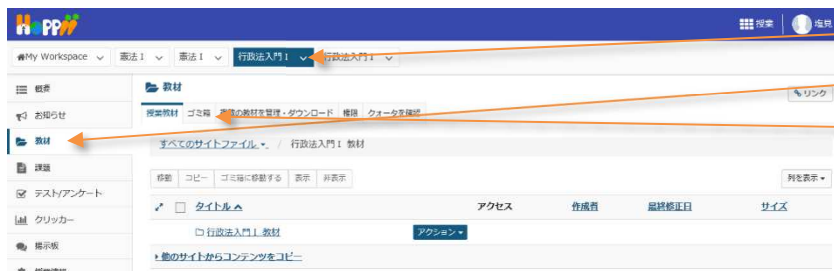 Hoppii
授業 塩見
My Workspace 憲法Ⅰ 憲法Ⅰ 行政法入門Ⅰ 行政法入門Ⅰ
概要
お知らせ
教材
課題
テスト/アンケート
クリッカー
掲示板
教材
リンク
授業教材 ゴミ箱 複数の教材を管理・ダウンロード 権限 クォータを確認
すべてのサイトファイル / 行政法入門Ⅰ 教材
移動 コピー ゴミ箱に移動する 表示 非表示 列を表示
タイトル アクセス 作成者 最終修正日 サイズ
行政法入門Ⅰ 教材 アクション
他のサイトからコンテンツをコピー